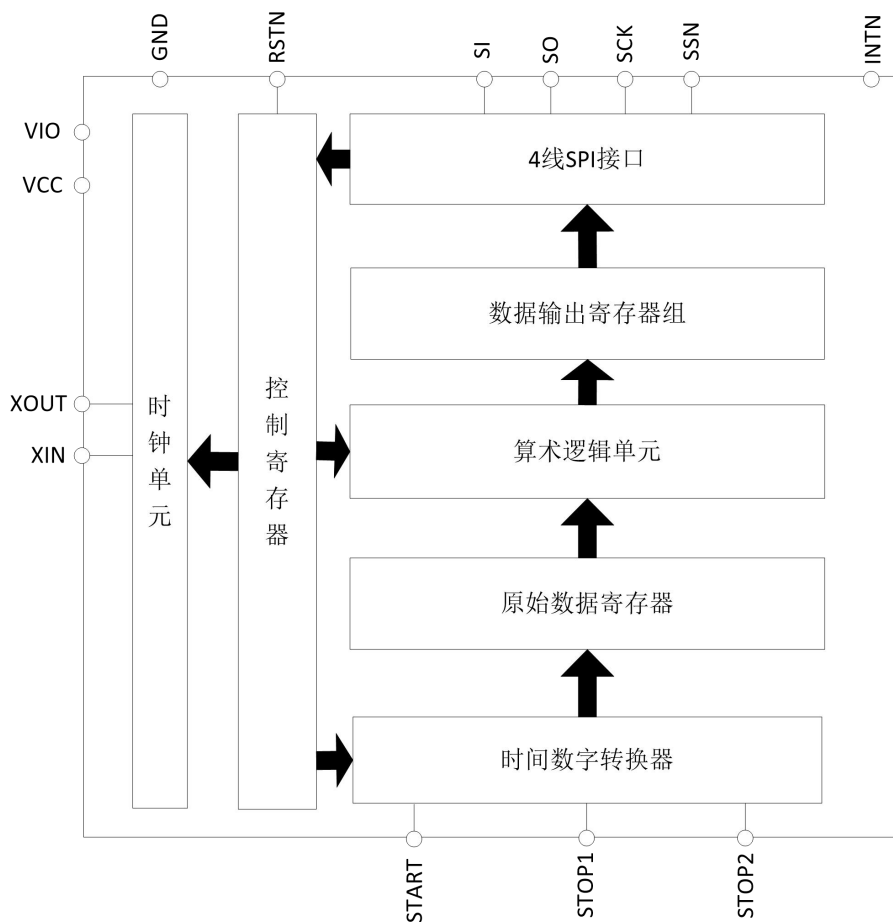 GND
RSTN
SI
SO
SCK
SSN
INTN
VIO
VCC
XOUT
XIN
时钟单元
控制寄存器
4线SPI接口
数据输出寄存器组
算术逻辑单元
原始数据寄存器
时间数字转换器
START
STOP1
STOP2